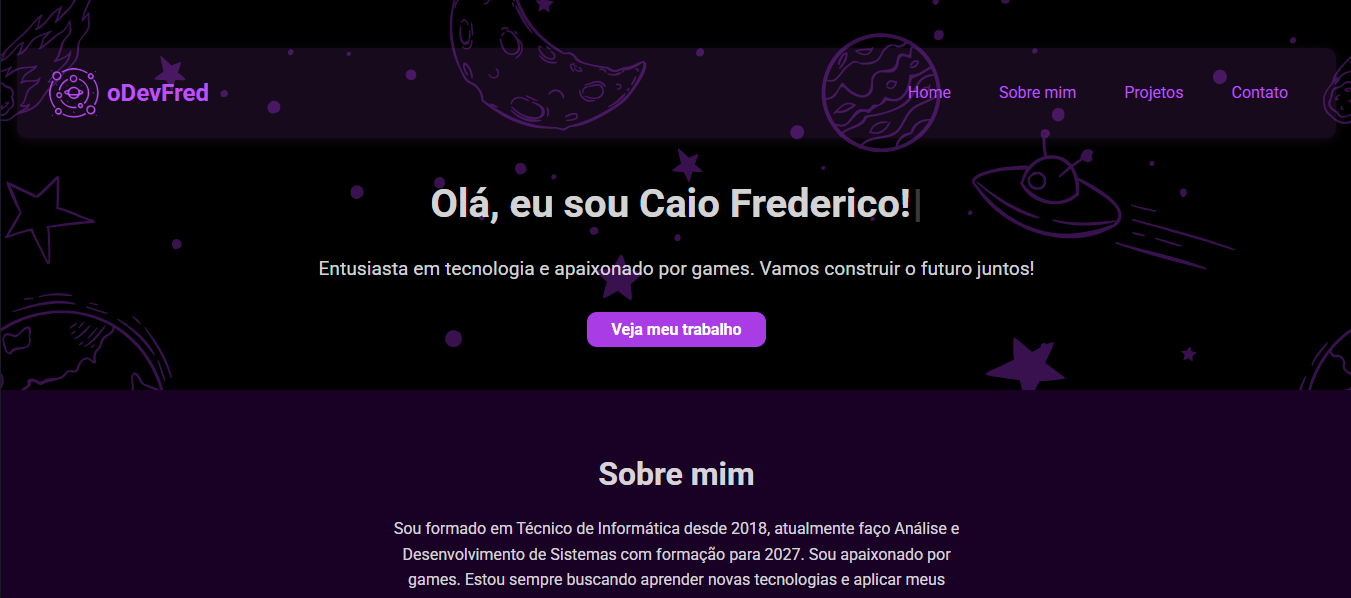 oDevFred
Home Sobre mim Projetos Contato
Olá, eu sou Caio Frederico!
Entusiasta em tecnologia e apaixonado por games. Vamos construir o futuro juntos!
Veja meu trabalho
Sobre mim
Sou formado em Técnico de Informática desde 2018, atualmente faço Análise e
Desenvolvimento de Sistemas com formação para 2027. Sou apaixonado por
games. Estou sempre buscando aprender novas tecnologias e aplicar meus